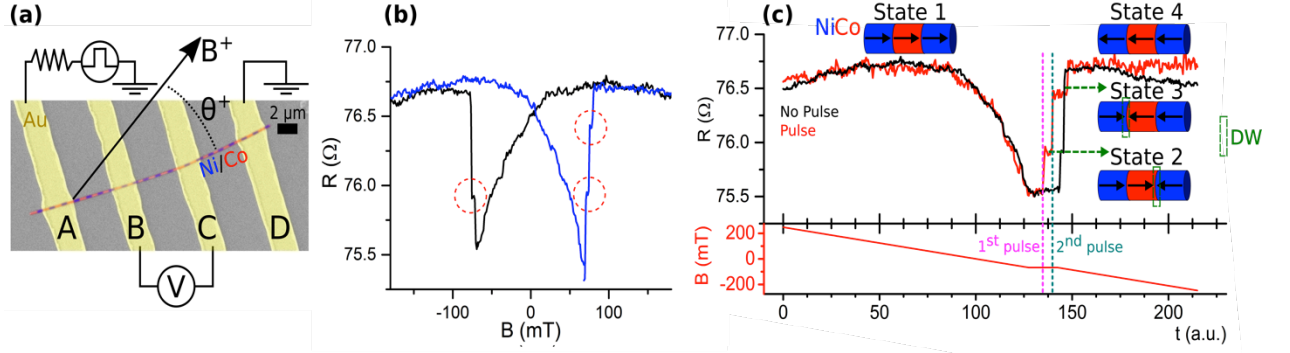 (a)
B⁺
θ⁺
2 μm
Au
Ni/Co
A
B
C
D
V
(b)
77.0
76.5
76.0
75.5
R (Ω)
-100
0
100
B (mT)
(c)
NiCo
State 1
State 4
77.0
76.5
76.0
75.5
R (Ω)
No Pulse
Pulse
State 3
DW
State 2
1st pulse
2nd pulse
200
0
-200
B (mT)
0
50
100
150
200
t (a.u.)